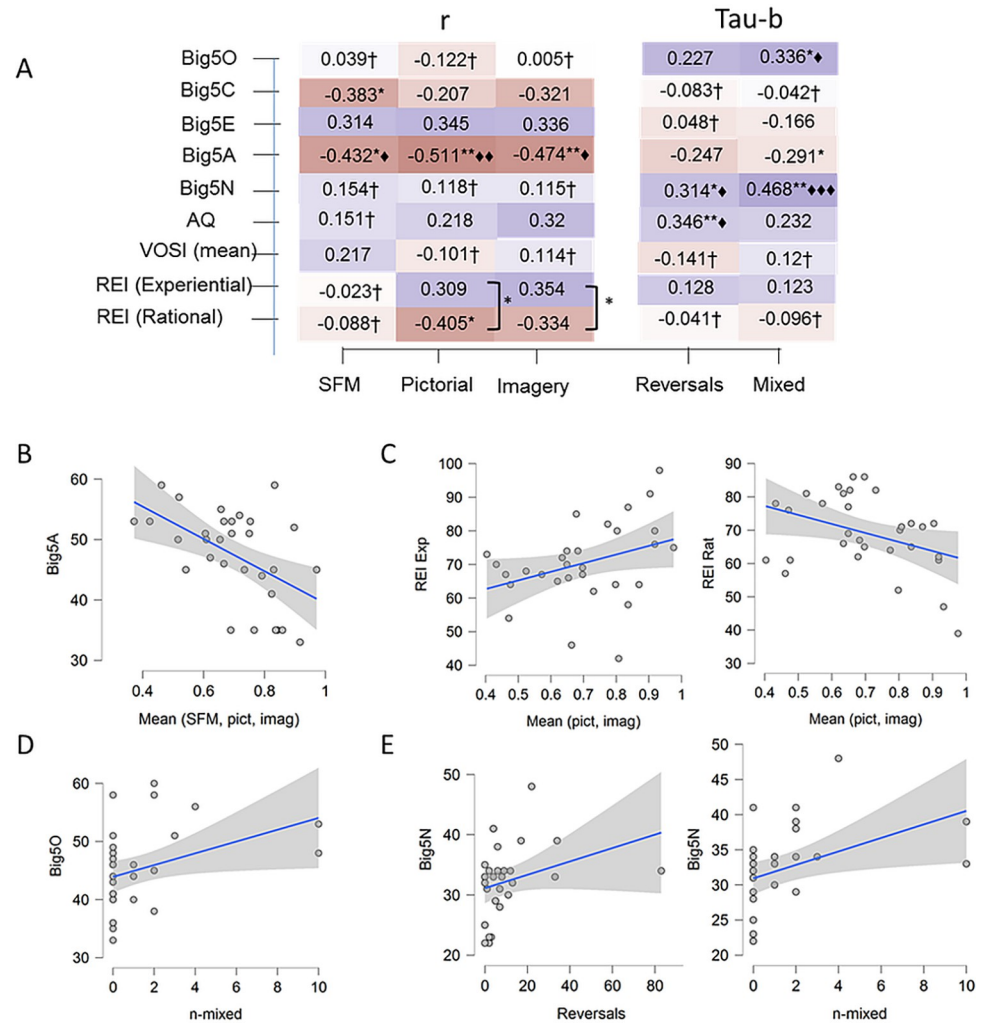 r Tau-b
A
Big5O 0.039† -0.122† 0.005† 0.227 0.336*♦
Big5C -0.383* -0.207 -0.321 -0.083† -0.042†
Big5E 0.314 0.345 0.336 0.048† -0.166
Big5A -0.432*♦ -0.511**♦♦ -0.474**♦ -0.247 -0.291*
Big5N 0.154† 0.118† 0.115† 0.314*♦ 0.468**♦♦♦
AQ 0.151† 0.218 0.32 0.346**♦ 0.232
VOSI (mean) 0.217 -0.101† 0.114† -0.141† 0.12†
REI (Experiential) -0.023† 0.309 0.354 0.128 0.123
* *
REI (Rational) -0.088† -0.405* -0.334 -0.041† -0.096†
SFM Pictorial Imagery Reversals Mixed
B C
60 50 40 30
Big5A
0.4 0.6 0.8 1
Mean (SFM, pict, imag)
100 90 80 70 60 50 40
REI Exp
0.4 0.5 0.6 0.7 0.8 0.9 1
Mean (pict, imag)
90 80 70 60 50 40 30
REI Rat
0.4 0.5 0.6 0.7 0.8 0.9 1
Mean (pict, imag)
D E
60 50 40 30
Big5O
0 2 4 6 8 10
n-mixed
50 40 30 20
Big5N
0 20 40 60 80
Reversals
50 45 40 35 30 25 20
Big5N
0 2 4 6 8 10
n-mixed